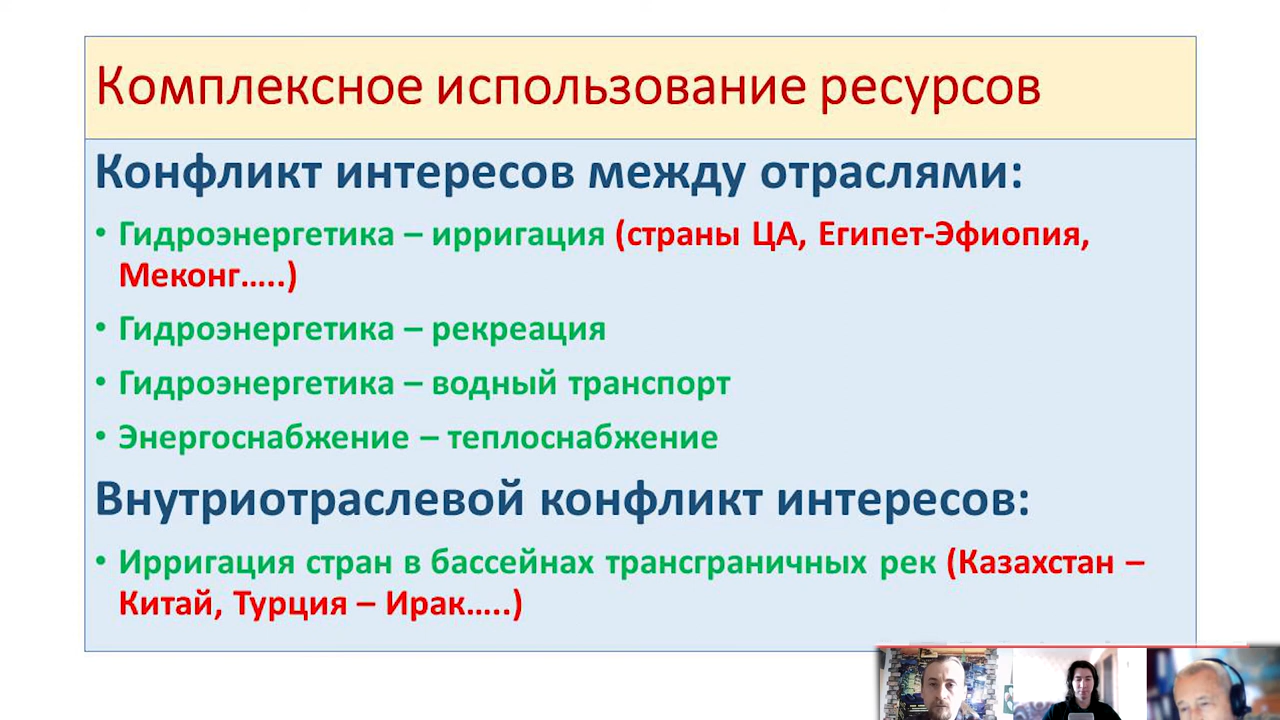 Комплексное использование ресурсов
Конфликт интересов между отраслями:
• Гидроэнергетика – ирригация (страны ЦА, Египет-Эфиопия,
Меконг…..)
• Гидроэнергетика – рекреация
• Гидроэнергетика – водный транспорт
• Энергоснабжение – теплоснабжение
Внутриотраслевой конфликт интересов:
• Ирригация стран в бассейнах трансграничных рек (Казахстан –
Китай, Турция – Ирак…..)